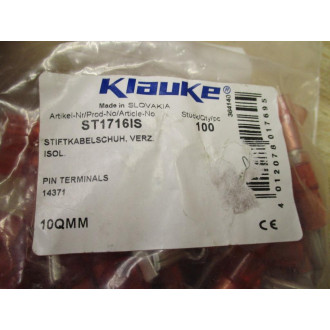 Klauke
Made in SLOVAKIA
Artikel-Nr/Prod-No/Article-No
Stück/Qty/pc
ST1716IS
100
STIFTKABELSCHUH, VERZ.
ISOL.
PIN TERMINALS
14371
10QMM
CE
364140
4 012078 017695